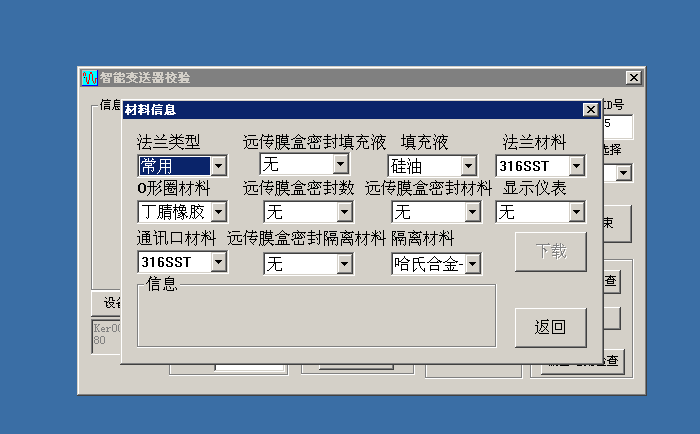 智能变送器校验
信息
ID号
5
选择
束
设备
Ker00
80
查
检查
材料信息
法兰类型 远传膜盒密封填充液 填充液 法兰材料
常用 无 硅油 316SST
O形圈材料 远传膜盒密封数 远传膜盒密封材料 显示仪表
丁腈橡胶 无 无 无
通讯口材料 远传膜盒密封隔离材料 隔离材料
316SST 无 哈氏合金- 下载
信息
返回